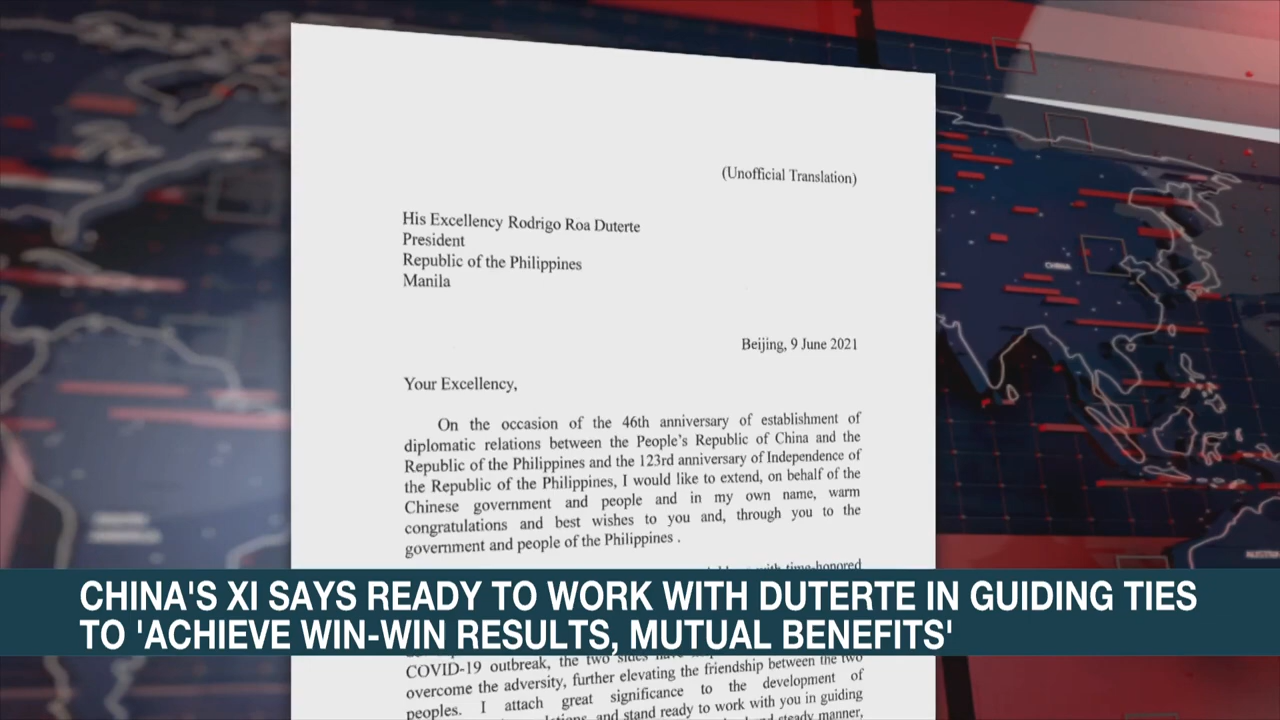 (Unofficial Translation)
His Excellency Rodrigo Roa Duterte
President
Republic of the Philippines
Manila
Beijing, 9 June 2021
Your Excellency,
On the occasion of the 46th anniversary of establishment of
diplomatic relations between the People's Republic of China and the
Republic of the Philippines and the 123rd anniversary of Independence of
the Republic of the Philippines, I would like to extend, on behalf of the
Chinese government and people and in my own name, warm
congratulations and best wishes to you and, through you to the
government and people of the Philippines .
with time-honored
CHINA'S XI SAYS READY TO WORK WITH DUTERTE IN GUIDING TIES
TO 'ACHIEVE WIN-WIN RESULTS, MUTUAL BENEFITS'
COVID-19 outbreak, the two sides
overcome the adversity, further elevating the friendship between the two
peoples. I attach great significance to the development of
and stand ready to work with you in guiding
steady manner,
CHINA